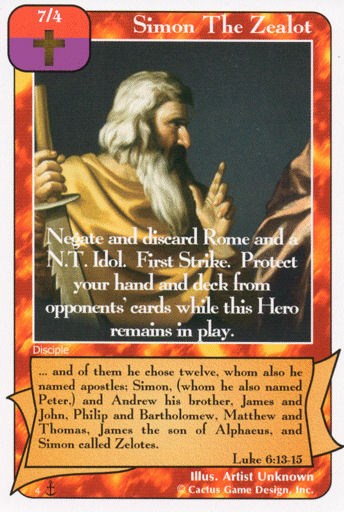 7/4
Simon The Zealot
Negate and discard Rome and a
N.T. Idol. First Strike. Protect
your hand and deck from
opponents' cards while this Hero
remains in play.
Disciple
... and of them he chose twelve, whom also he
named apostles; Simon, (whom he also named
Peter,) and Andrew his brother, James and
John, Philip and Bartholomew, Matthew and
Thomas, James the son of Alphaeus, and
Simon called Zelotes.
Luke 6:13-15
Illus. Artist Unknown
4
© Cactus Game Design, Inc.